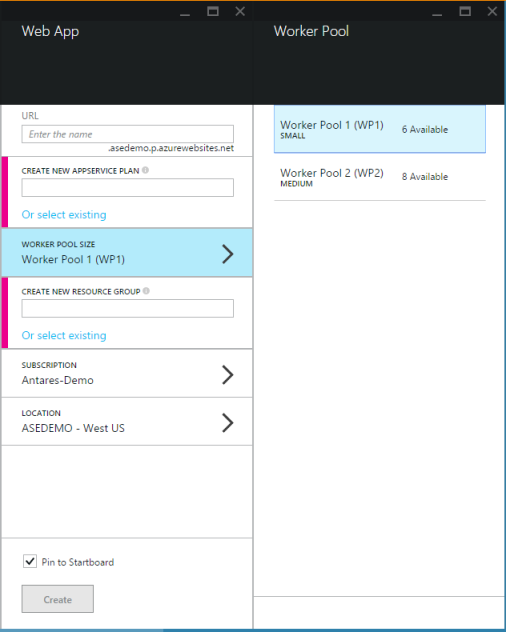 Web App
URL
Enter the name
.asedemo.p.azurewebsites.net
CREATE NEW APPSERVICE PLAN
Or select existing
WORKER POOL SIZE
Worker Pool 1 (WP1)
CREATE NEW RESOURCE GROUP
Or select existing
SUBSCRIPTION
Antares-Demo
LOCATION
ASEDEMO - West US
Pin to Startboard
Create
Worker Pool
Worker Pool 1 (WP1) 6 Available
SMALL
Worker Pool 2 (WP2) 8 Available
MEDIUM